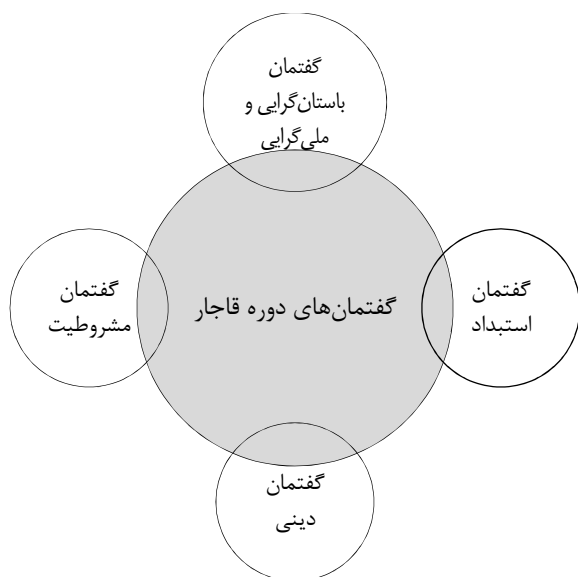 گفتمان
باستان‌گرایی و
ملی‌گرایی
گفتمان
استبداد
گفتمان‌های دوره قاجار
گفتمان
مشروطیت
گفتمان
دینی